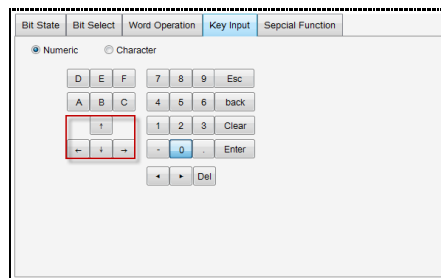 Bit State Bit Select Word Operation Key Input Sepcial Function
Numeric Character
D E F 7 8 9 Esc
A B C 4 5 6 back
↑ 1 2 3 Clear
← ↓ → - 0 . Enter
◄ ► Del